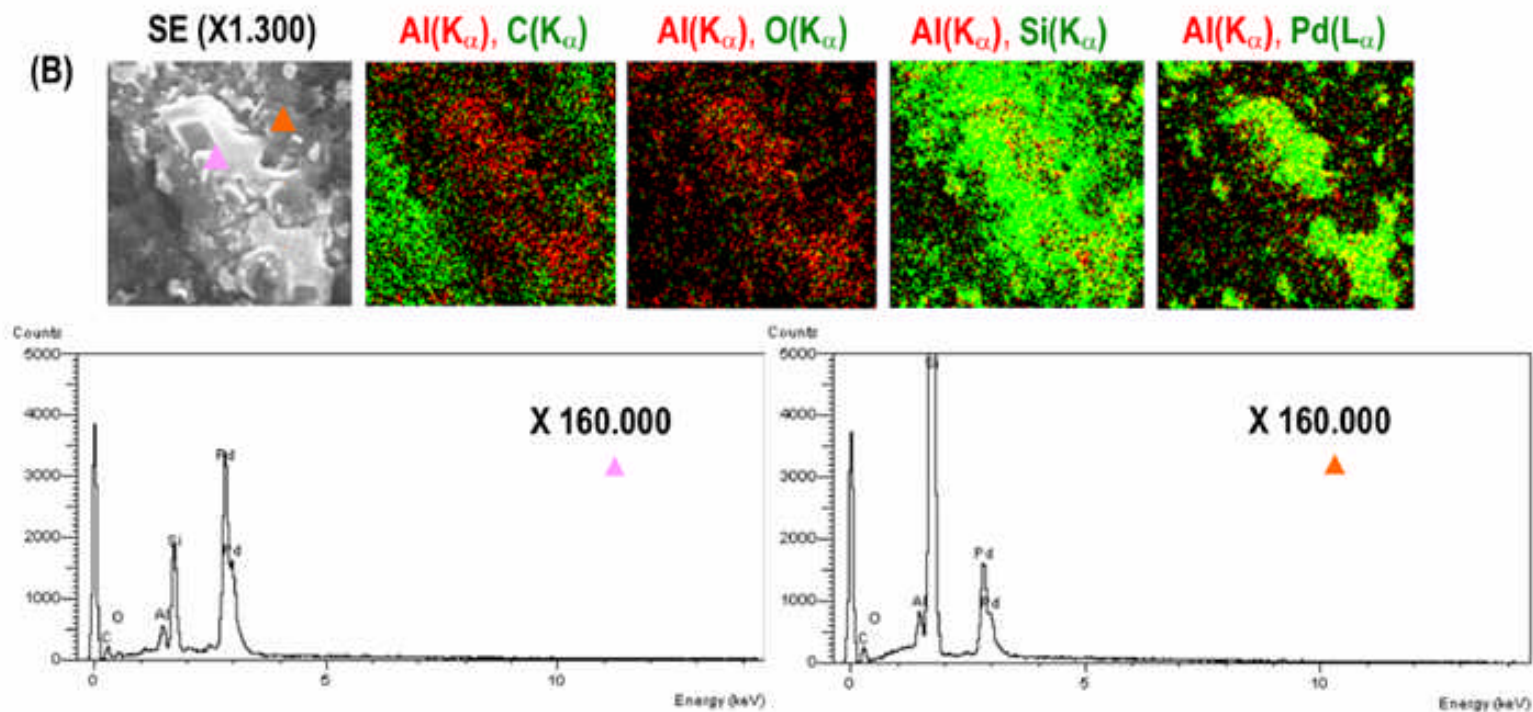 SE (X1.300)
Al(Kα), C(Kα)
Al(Kα), O(Kα)
Al(Kα), Si(Kα)
Al(Kα), Pd(Lα)
(B)
Counts
5000
4000
3000
2000
1000
0
X 160.000
Pd
Pd
Si
Al
O
C
0
5
10
Energy (keV)
Counts
5000
4000
3000
2000
1000
0
X 160.000
Si
Pd
Pd
Al
O
C
0
5
10
Energy (keV)